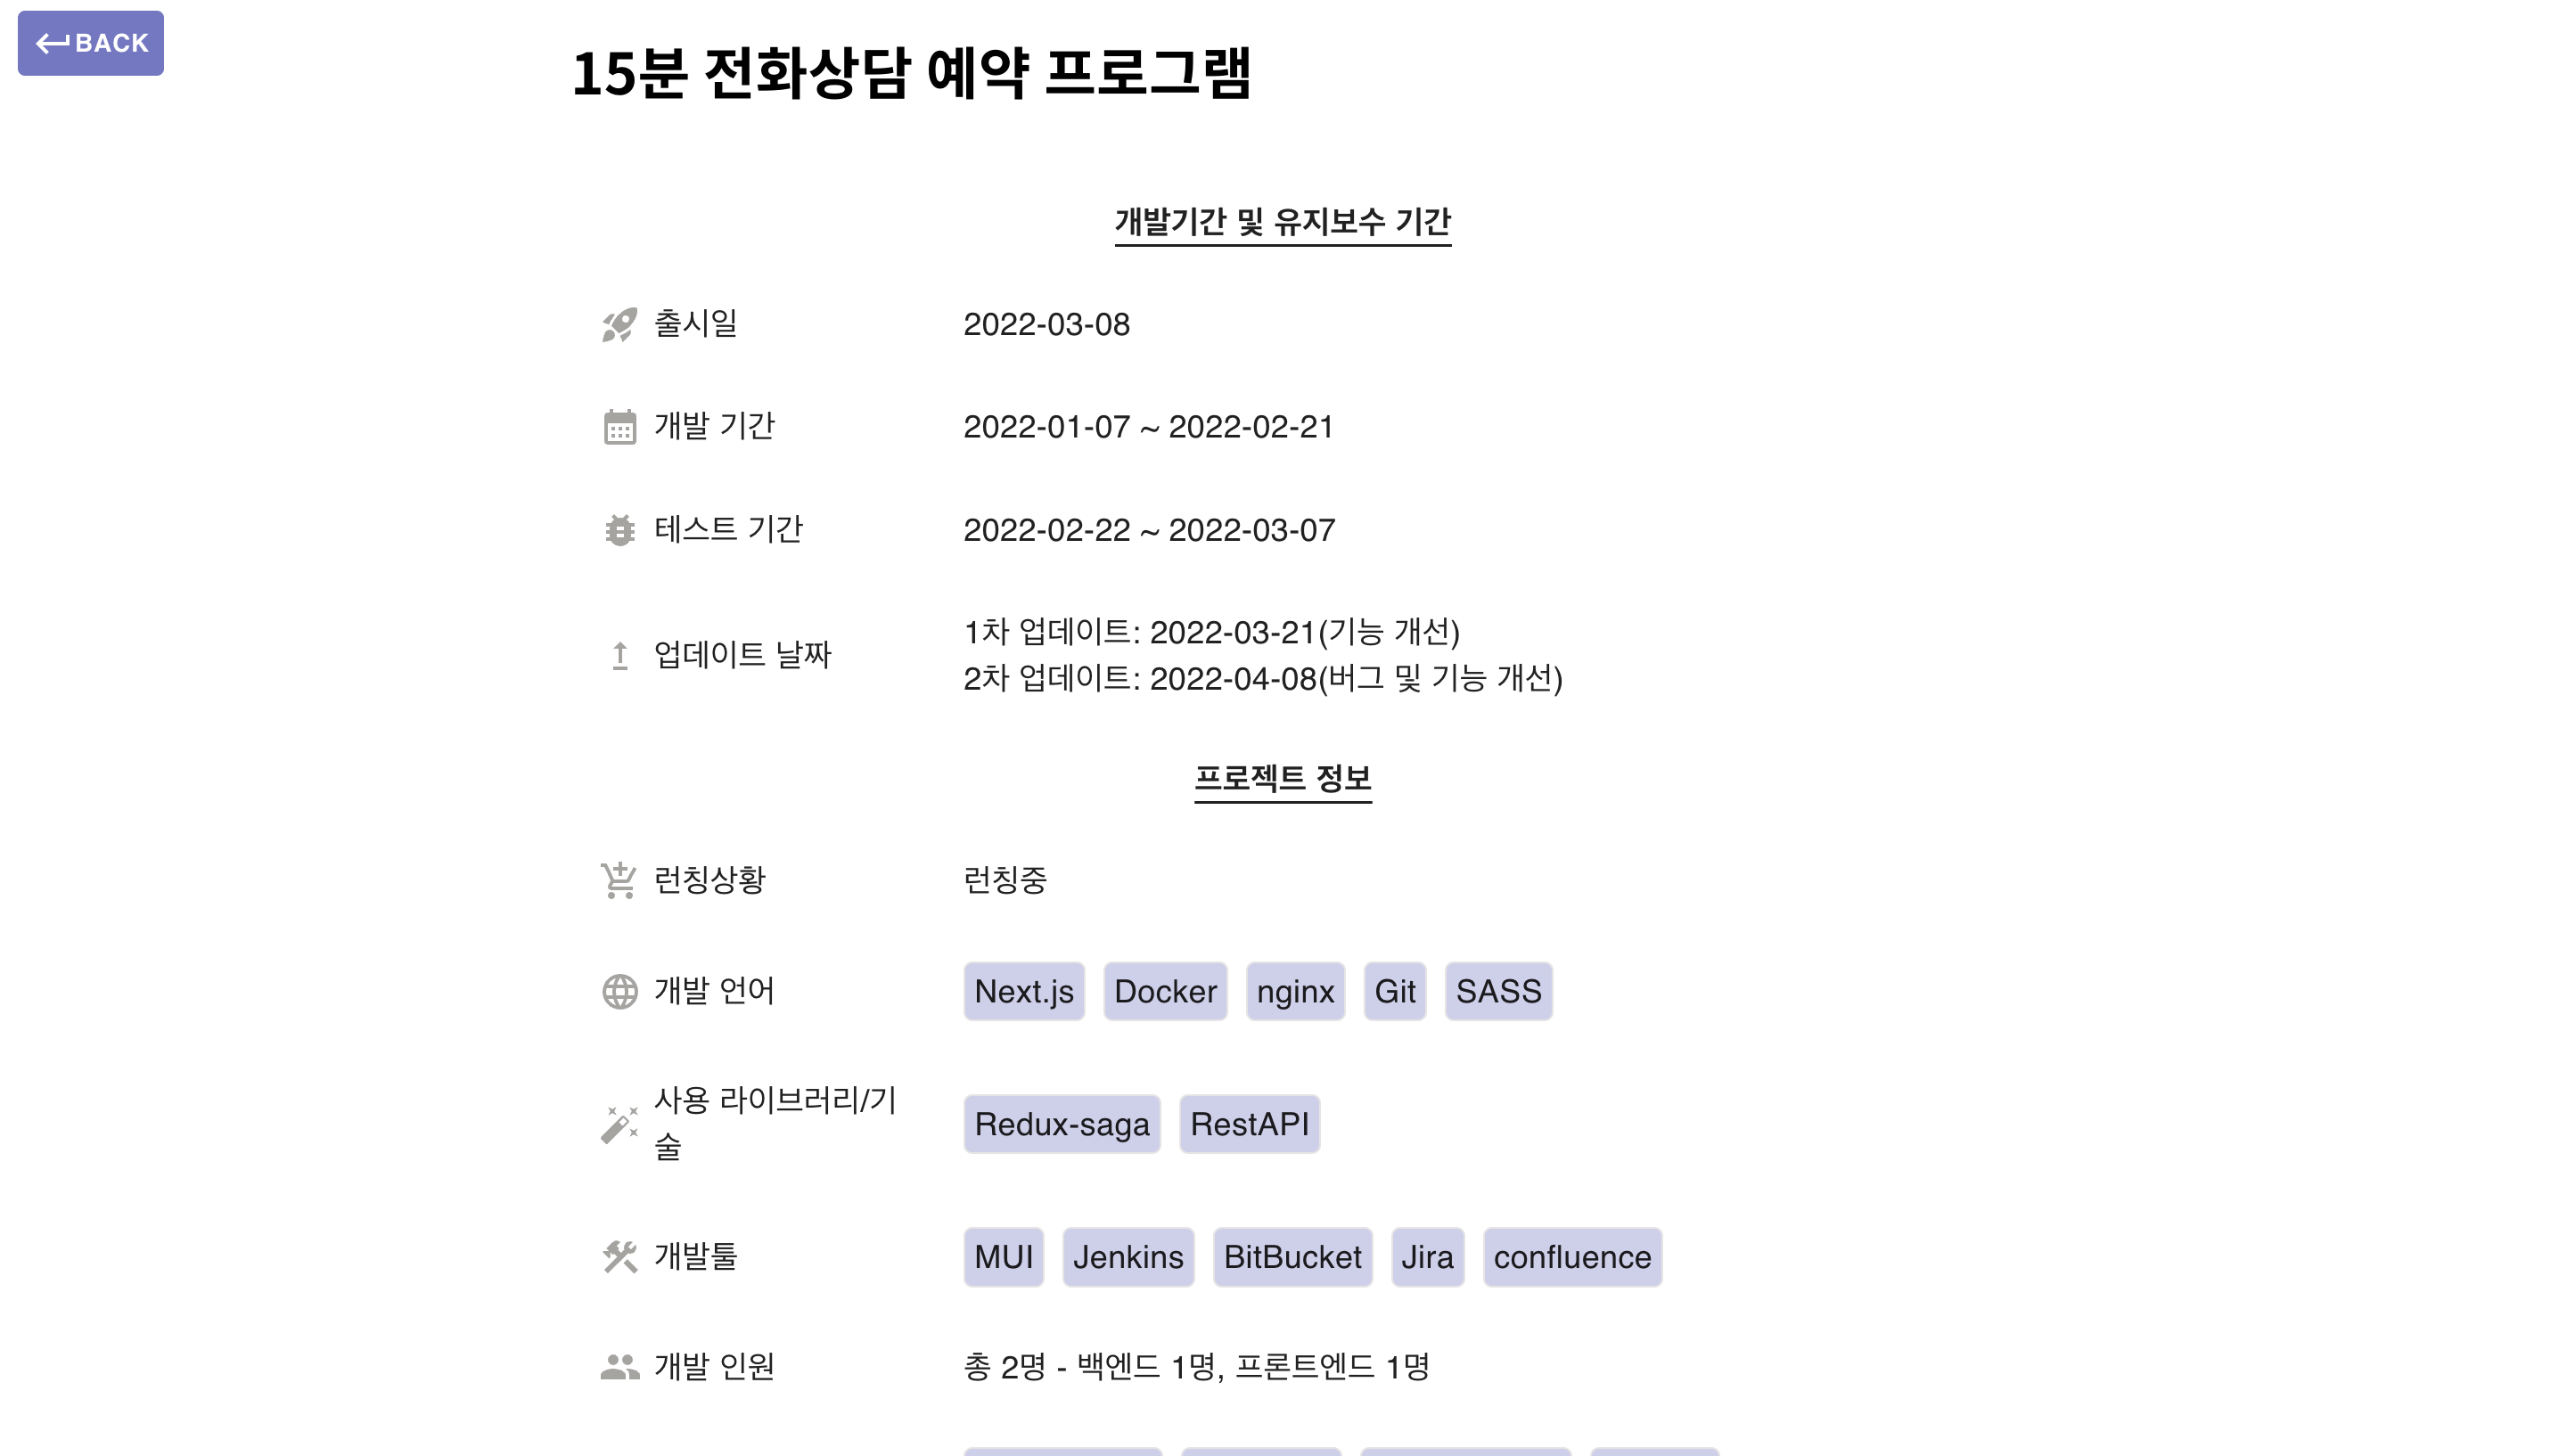 BACK
15분 전화상담 예약 프로그램
개발기간 및 유지보수 기간
출시일 2022-03-08
개발 기간 2022-01-07 ~ 2022-02-21
테스트 기간 2022-02-22 ~ 2022-03-07
업데이트 날짜
1차 업데이트: 2022-03-21(기능 개선)
2차 업데이트: 2022-04-08(버그 및 기능 개선)
프로젝트 정보
런칭상황 런칭중
개발 언어 Next.js Docker nginx Git SASS
사용 라이브러리/기
술
Redux-saga RestAPI
개발툴 MUI Jenkins BitBucket Jira confluence
개발 인원 총 2명 - 백엔드 1명, 프론트엔드 1명